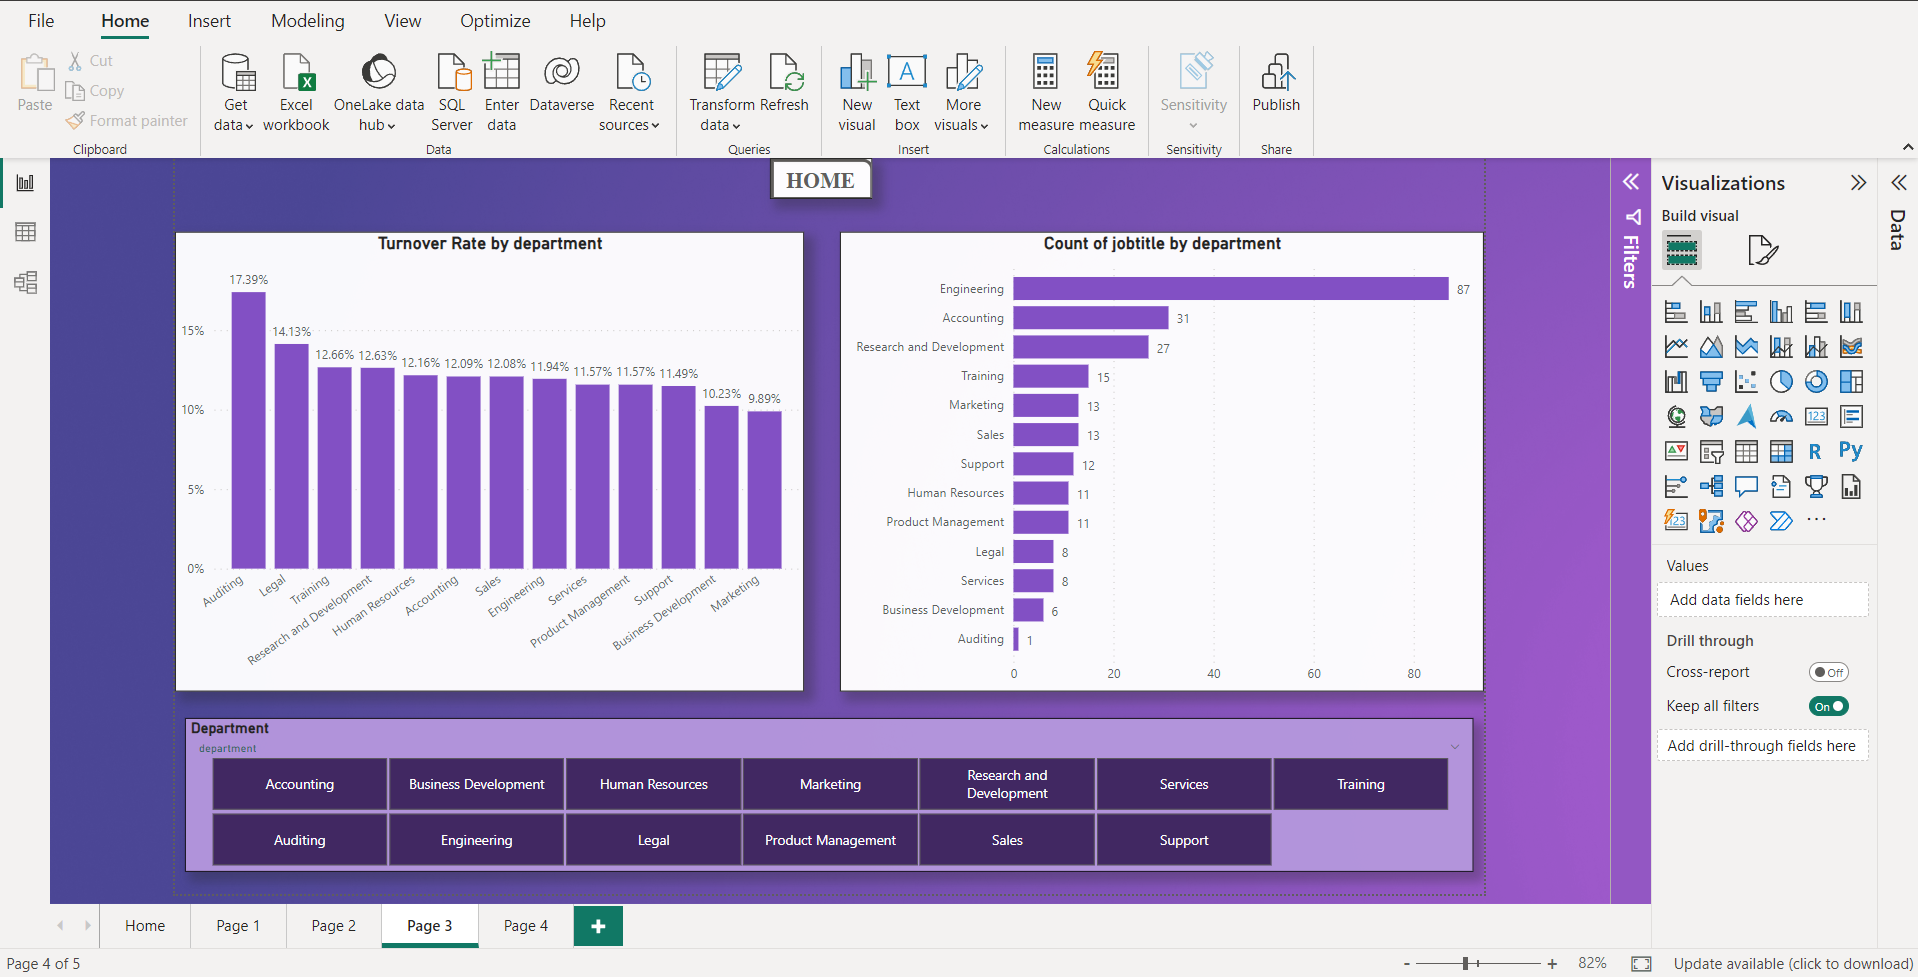 File Home Insert Modeling View Optimize Help
Paste
Cut
Copy
Format painter
Clipboard
Get data
Excel workbook
OneLake data hub
SQL Server
Enter data
Dataverse
Recent sources
Data
Transform data
Refresh
Queries
New visual
Text box
A
More visuals
Insert
New measure
Quick measure
Calculations
Sensitivity
Sensitivity
Publish
Share
HOME
Turnover Rate by department
17.39%
14.13%
12.66% 12.63% 12.16% 12.09% 12.08% 11.94% 11.57% 11.57% 11.49%
10.23% 9.89%
15%
10%
5%
0%
Auditing
Legal
Training
Research and Development
Human Resources
Accounting
Sales
Engineering
Services
Product Management
Support
Business Development
Marketing
Count of jobtitle by department
Engineering 87
Accounting 31
Research and Development 27
Training 15
Marketing 13
Sales 13
Support 12
Human Resources 11
Product Management 11
Legal 8
Services 8
Business Development 6
Auditing 1
0 20 40 60 80
Department
department
Accounting
Business Development
Human Resources
Marketing
Research and
Development
Services
Training
Auditing
Engineering
Legal
Product Management
Sales
Support
Filters
Visualizations
Build visual
123
R
Py
123
...
Values
Add data fields here
Drill through
Cross-report Off
Keep all filters On
Add drill-through fields here
Data
Home Page 1 Page 2 Page 3 Page 4 +
Page 4 of 5
- + 82%
Update available (click to download)